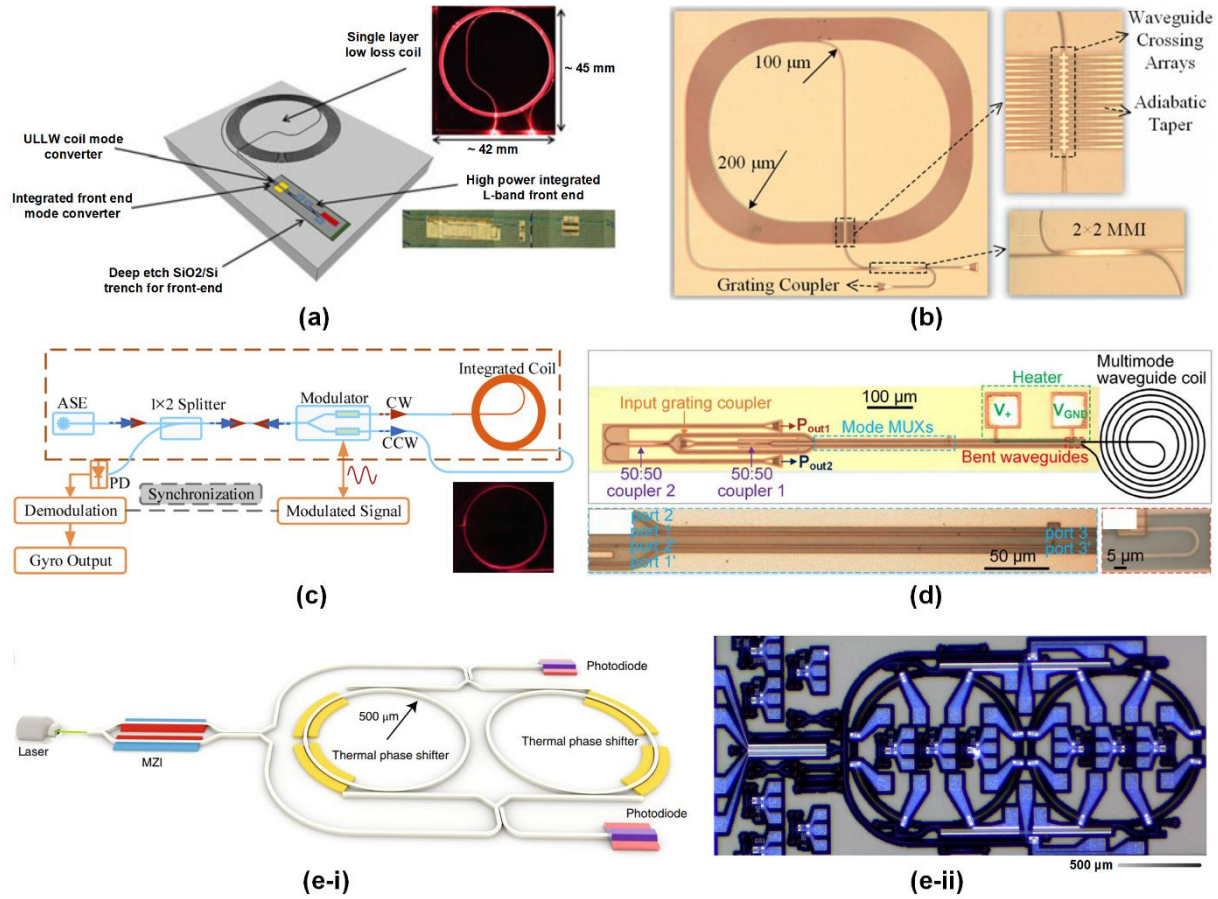 Single layer
low loss coil
~ 45 mm
~ 42 mm
ULLW coil mode
converter
Integrated front end
mode converter
High power integrated
L-band front end
Deep etch SiO2/Si
trench for front-end
(a)
100 µm
200 µm
Waveguide
Crossing
Arrays
Adiabatic
Taper
2×2 MMI
Grating Coupler
(b)
ASE
1×2 Splitter
Modulator
CW
CCW
Integrated Coil
PD
Synchronization
Demodulation
Modulated Signal
Gyro Output
(c)
Input grating coupler
100 µm
Heater
V+
VGND
Multimode
waveguide coil
Pout1
Mode MUXs
Pout2
Bent waveguides
50:50
coupler 2
50:50
coupler 1
port 2
port 1
port 2'
port 1'
port 3
port 3'
50 µm
5 µm
(d)
Laser
MZI
500 µm
Thermal phase shifter
Thermal phase shifter
Photodiode
Photodiode
(e-i)
500 µm
(e-ii)